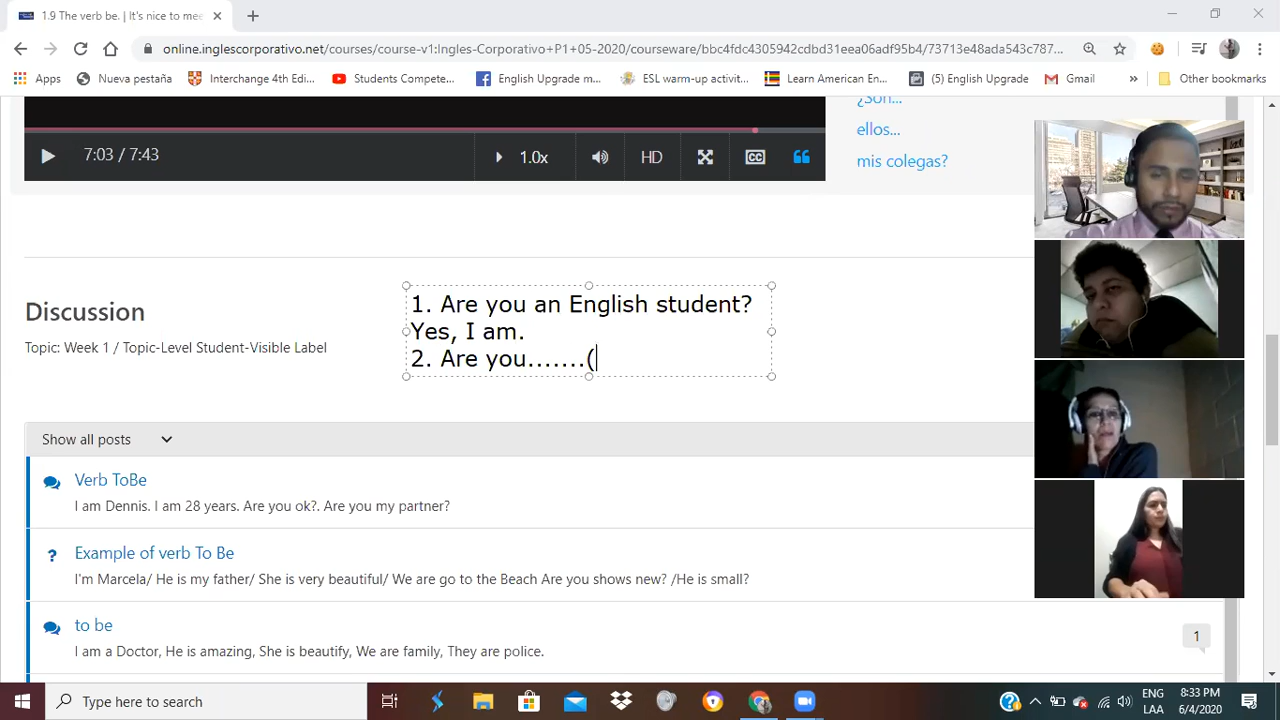 1.9 The verb be. | It's nice to mee
online.inglescorporativo.net/courses/course-v1:Ingles-Corporativo+P1+05-2020/courseware/bbc4fdc4305942cdbd31eea06adf95b4/73713e48ada543c787...
Apps
Nueva pestaña
Interchange 4th Edi...
Students Compete...
English Upgrade m...
ESL warm-up activit...
Learn American En...
(5) English Upgrade
Gmail
»
Other bookmarks
¿Son...
ellos...
mis colegas?
7:03 / 7:43
1.0x
HD
CC
Discussion
Topic: Week 1 / Topic-Level Student-Visible Label
1. Are you an English student?
Yes, I am.
2. Are you.......(
Show all posts
Verb ToBe
I am Dennis. I am 28 years. Are you ok?. Are you my partner?
Example of verb To Be
I'm Marcela/ He is my father/ She is very beautiful/ We are go to the Beach Are you shows new? /He is small?
to be
1
I am a Doctor, He is amazing, She is beautify, We are family, They are police.
Type here to search
ENG
LAA
8:33 PM
6/4/2020